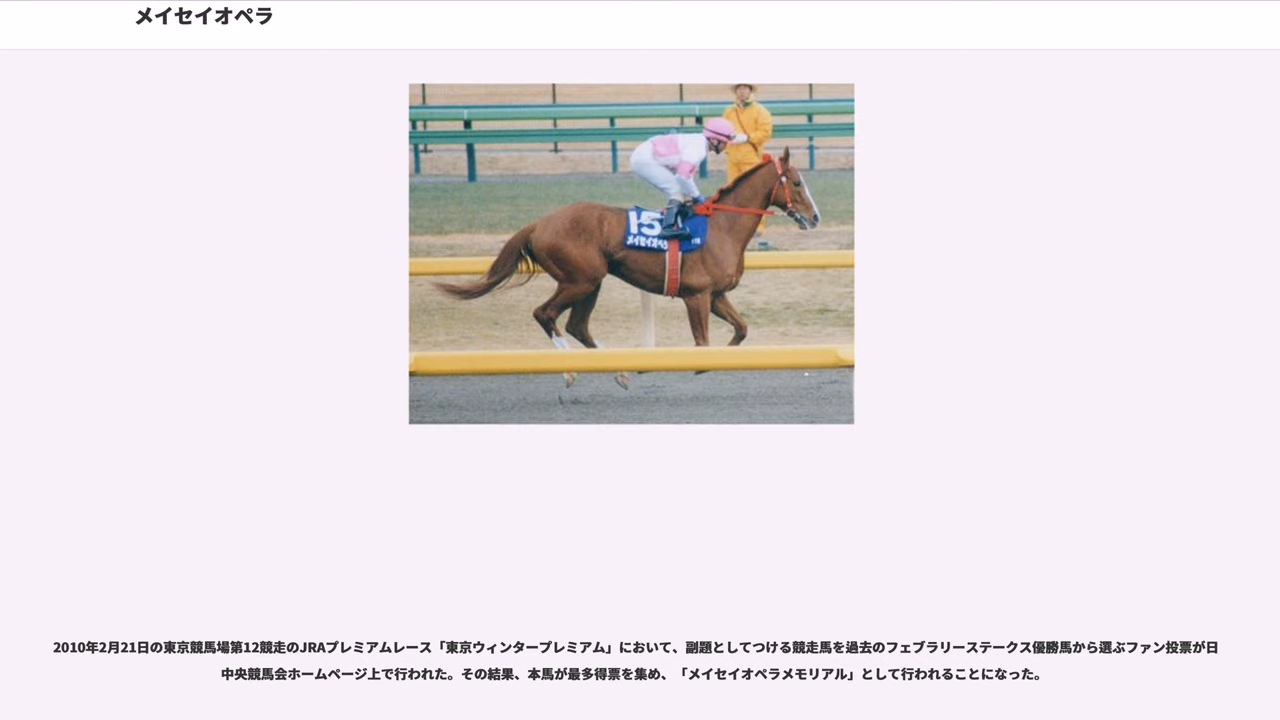 メイセイオペラ
15
メイセイオペラ
2010年2月21日の東京競馬場第12競走のJRAプレミアムレース「東京ウィンタープレミアム」において、副題としてつける競走馬を過去のフェブラリーステークス優勝馬から選ぶファン投票が日
中央競馬会ホームページ上で行われた。その結果、本馬が最多得票を集め、「メイセイオペラメモリアル」として行われることになった。